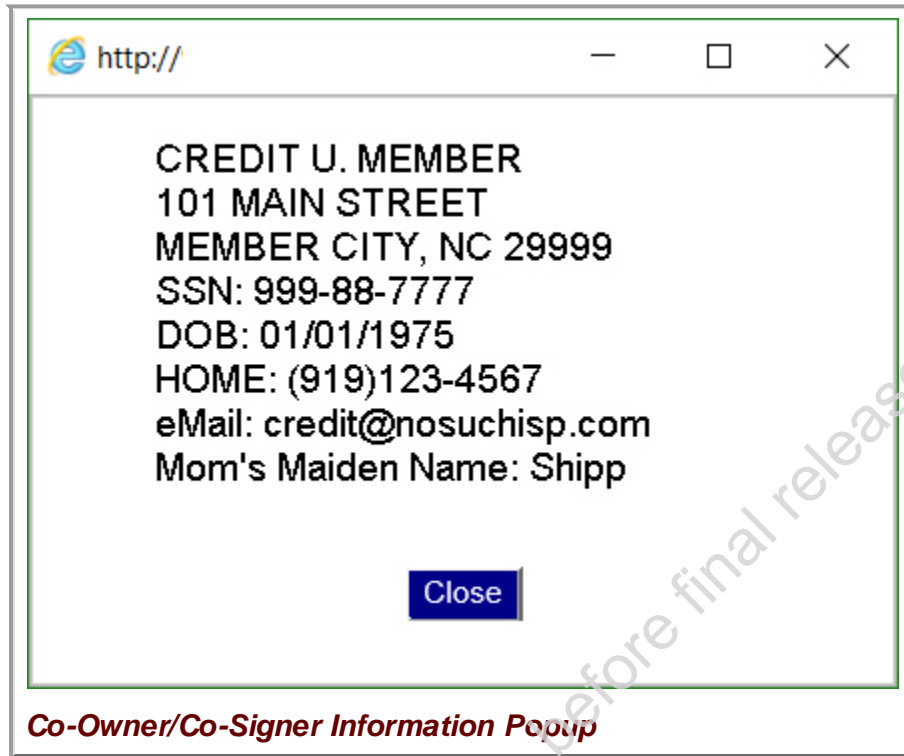 http://
CREDIT U. MEMBER
101 MAIN STREET
MEMBER CITY, NC 29999
SSN: 999-88-7777
DOB: 01/01/1975
HOME: (919)123-4567
eMail: credit@nosuchisp.com
Mom's Maiden Name: Shipp
Close
Co-Owner/Co-Signer Information Popup
before final release